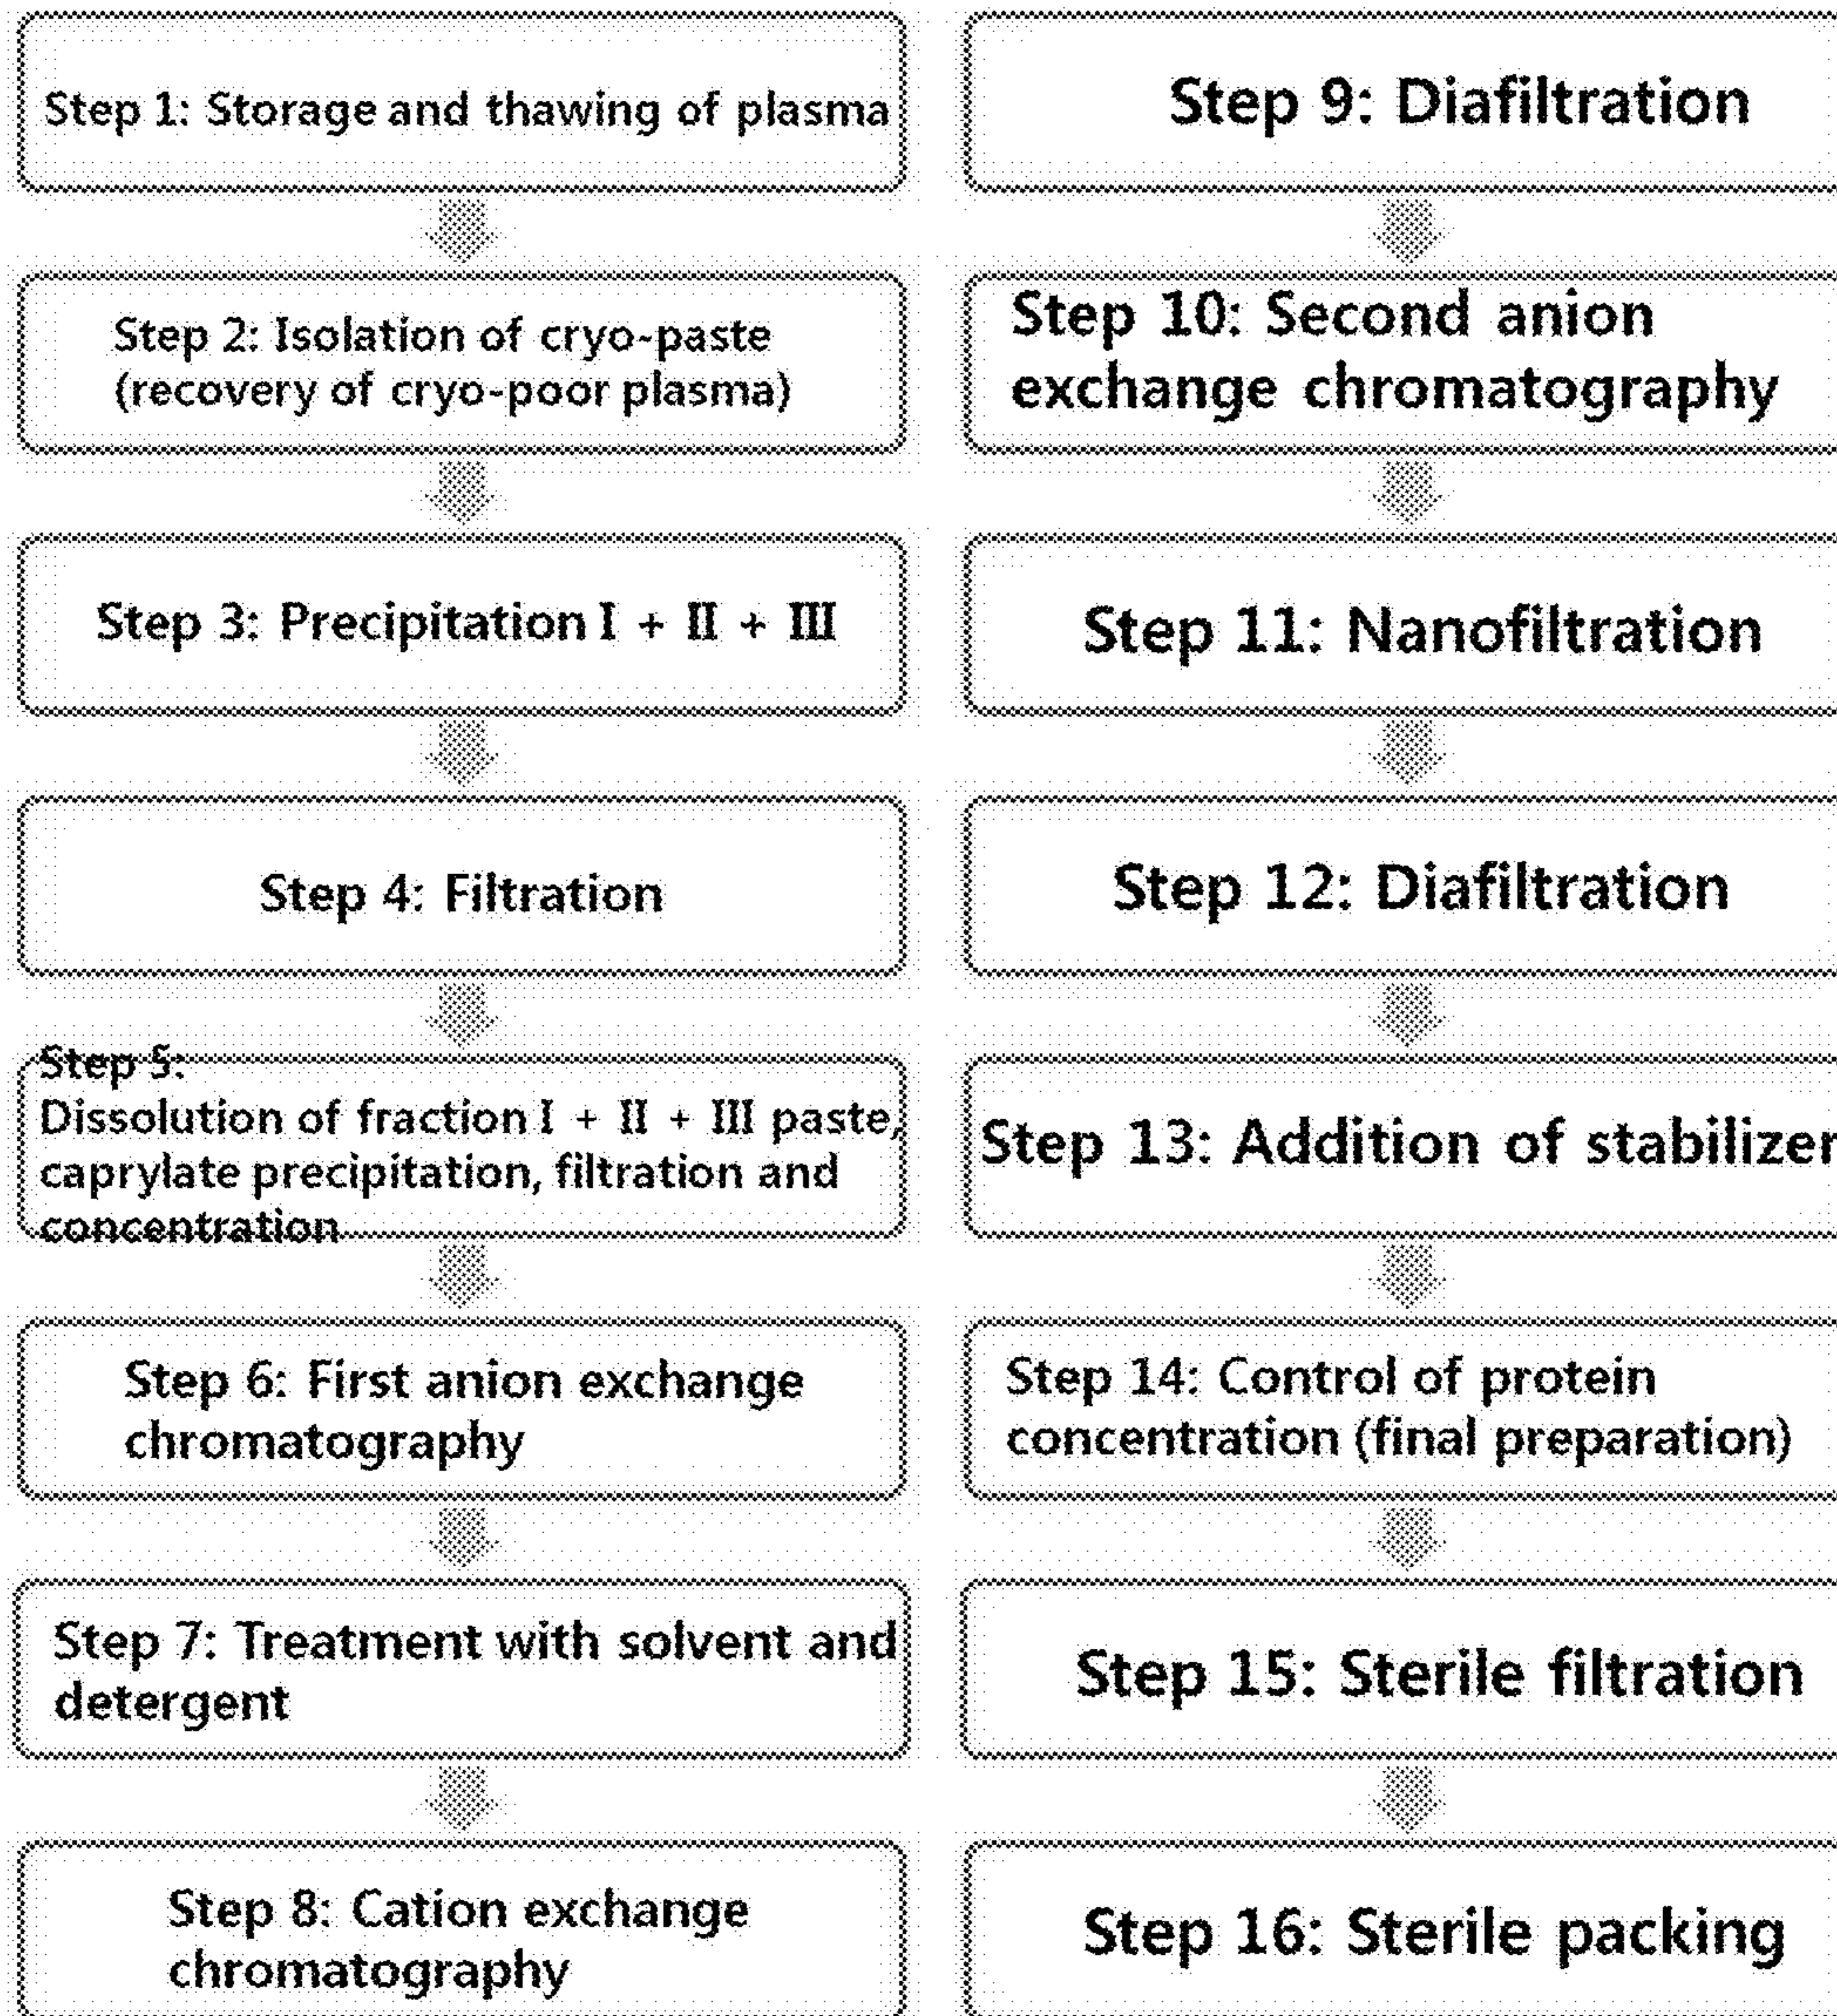 Step 1: Storage and thawing of plasma
Step 2: Isolation of cryo-paste
(recovery of cryo-poor plasma)
Step 3: Precipitation I + II + III
Step 4: Filtration
Step 5:
Dissolution of fraction I + II + III paste,
caprylate precipitation, filtration and
concentration
Step 6: First anion exchange
chromatography
Step 7: Treatment with solvent and
detergent
Step 8: Cation exchange
chromatography
Step 9: Diafiltration
Step 10: Second anion
exchange chromatography
Step 11: Nanofiltration
Step 12: Diafiltration
Step 13: Addition of stabilizer
Step 14: Control of protein
concentration (final preparation)
Step 15: Sterile filtration
Step 16: Sterile packing